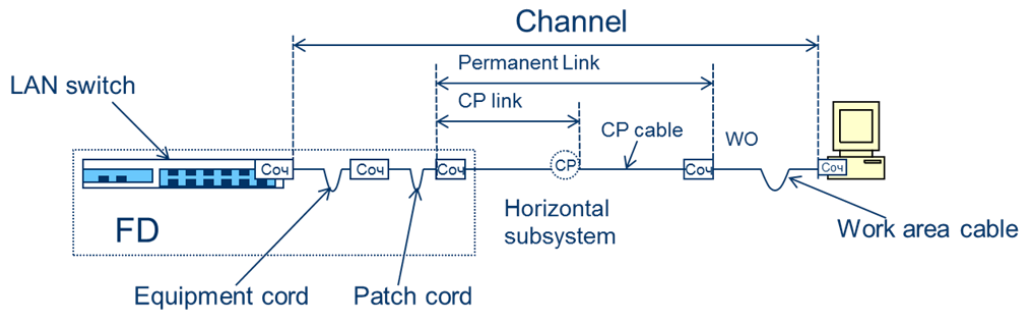 Channel
Permanent Link
LAN switch
CP link
CP cable
WO
Соч
Соч
Соч
CP
Соч
Соч
FD
Horizontal
subsystem
Work area cable
Equipment cord
Patch cord